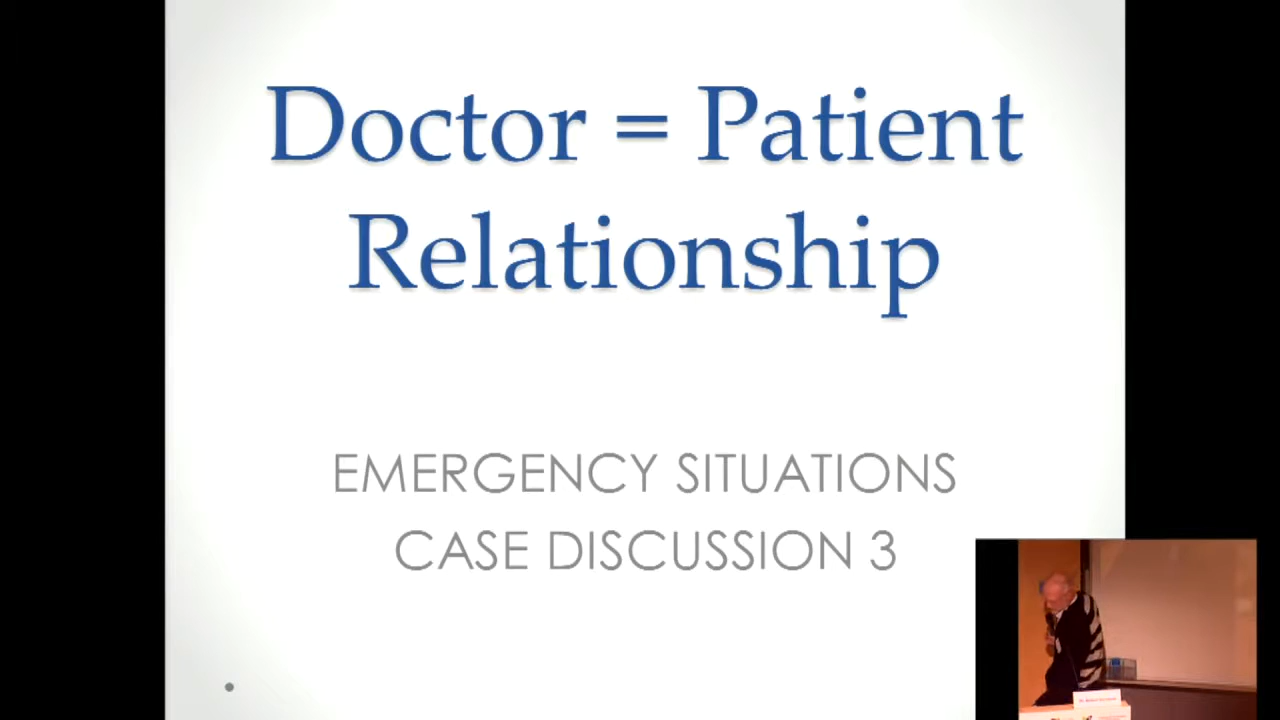 Doctor = Patient
Relationship
EMERGENCY SITUATIONS
CASE DISCUSSION 3